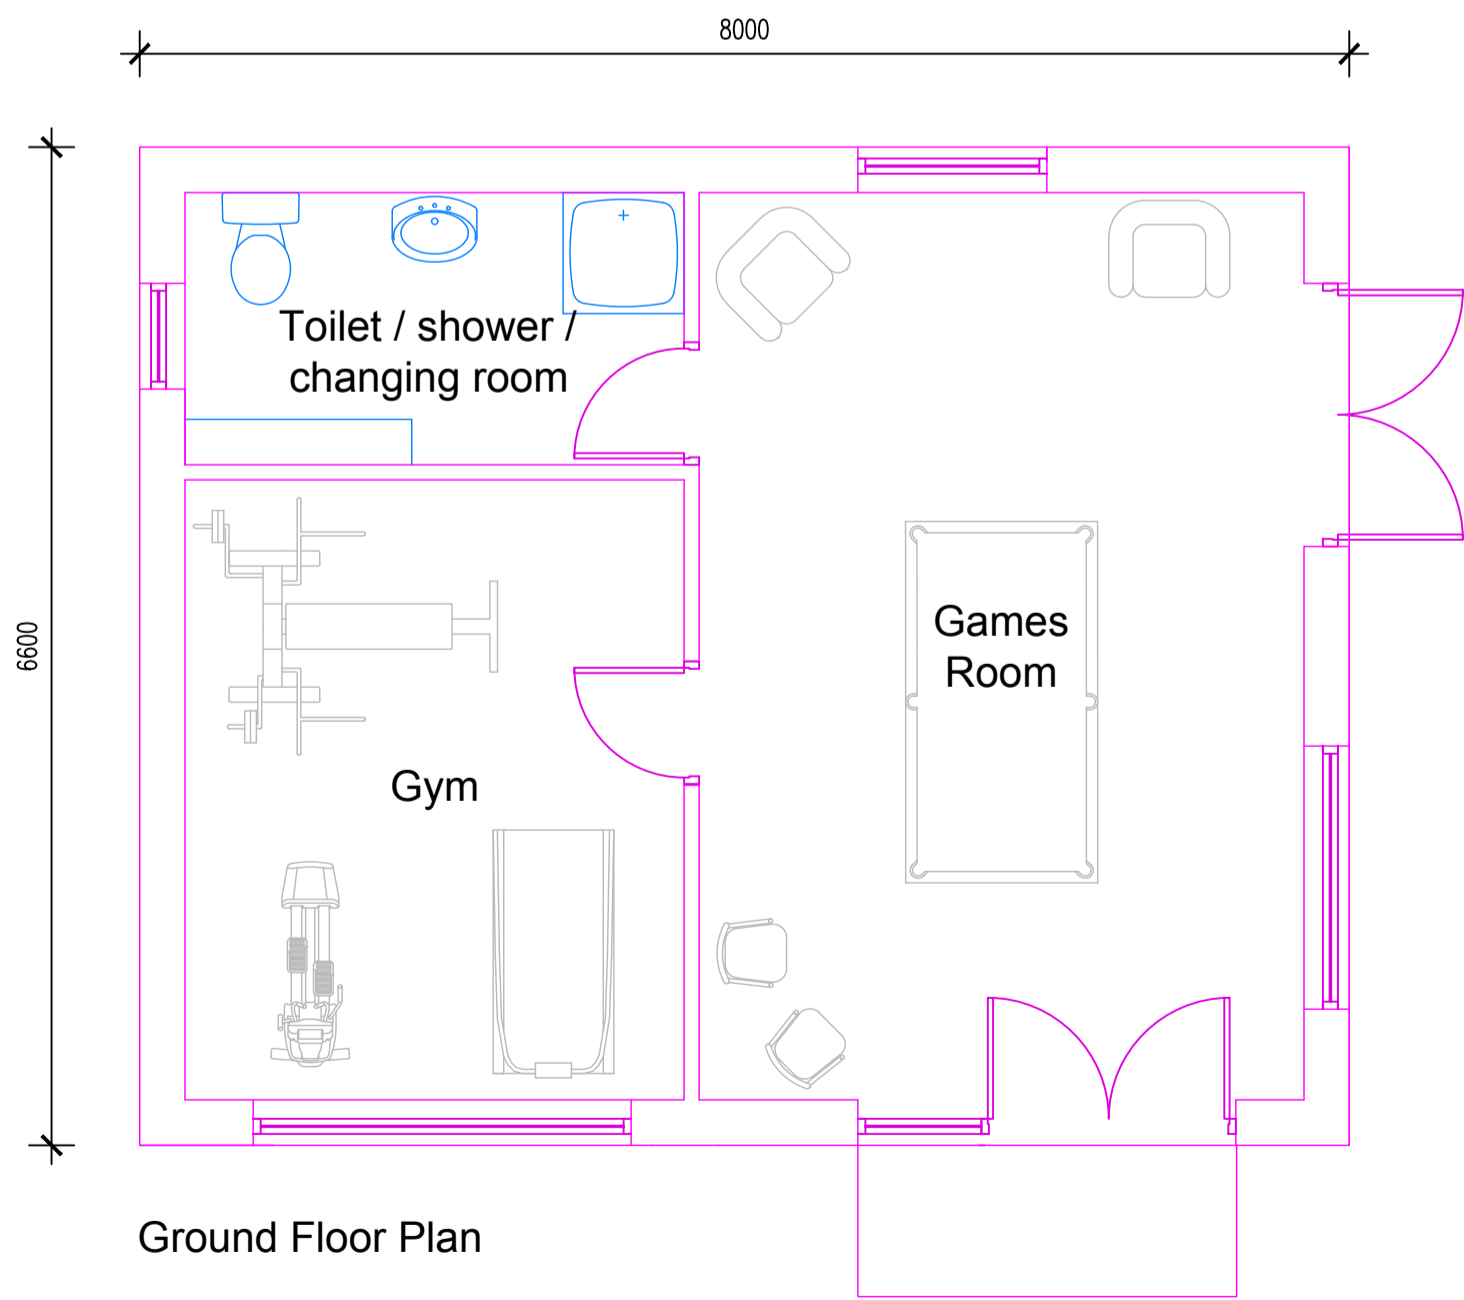 8000
Toilet / shower /
changing room
6600
Games
Room
Gym
Ground Floor Plan